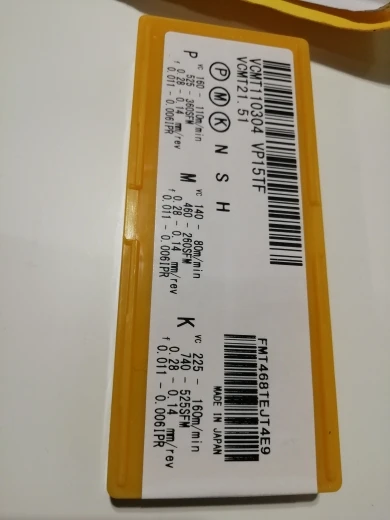 VCMT110304 VP15TF
VCMT21.51
P M K N S H
P vc 160 - 110m/min
525 - 360SFM
f 0.28 - 0.14 mm/rev
0.011 - 0.006IPR
M vc 140 - 80m/min
460 - 260SFM
f 0.28 - 0.14 mm/rev
0.011 - 0.006IPR
K vc 225 - 160m/min
740 - 525SFM
f 0.28 - 0.14 mm/rev
0.011 - 0.006IPR
FMT468TEJT4E9
MADE IN JAPAN